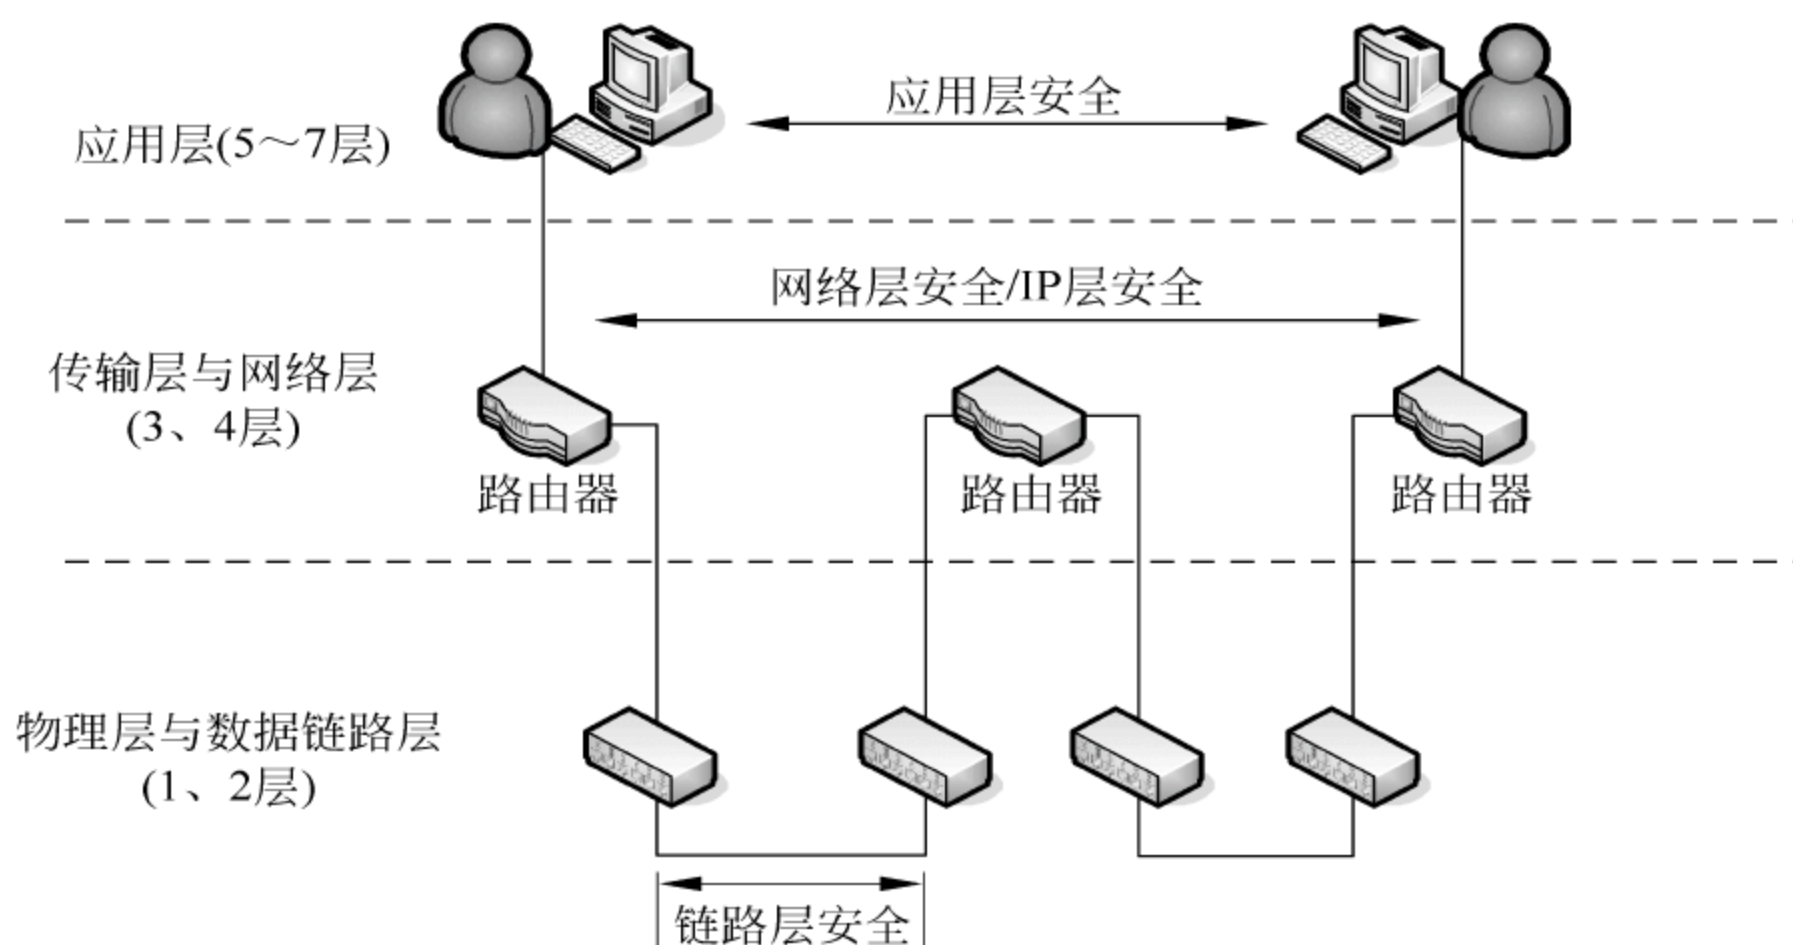 应用层安全
应用层(5～7层)
网络层安全/IP层安全
传输层与网络层
(3、4层)
路由器
路由器
路由器
物理层与数据链路层
(1、2层)
链路层安全